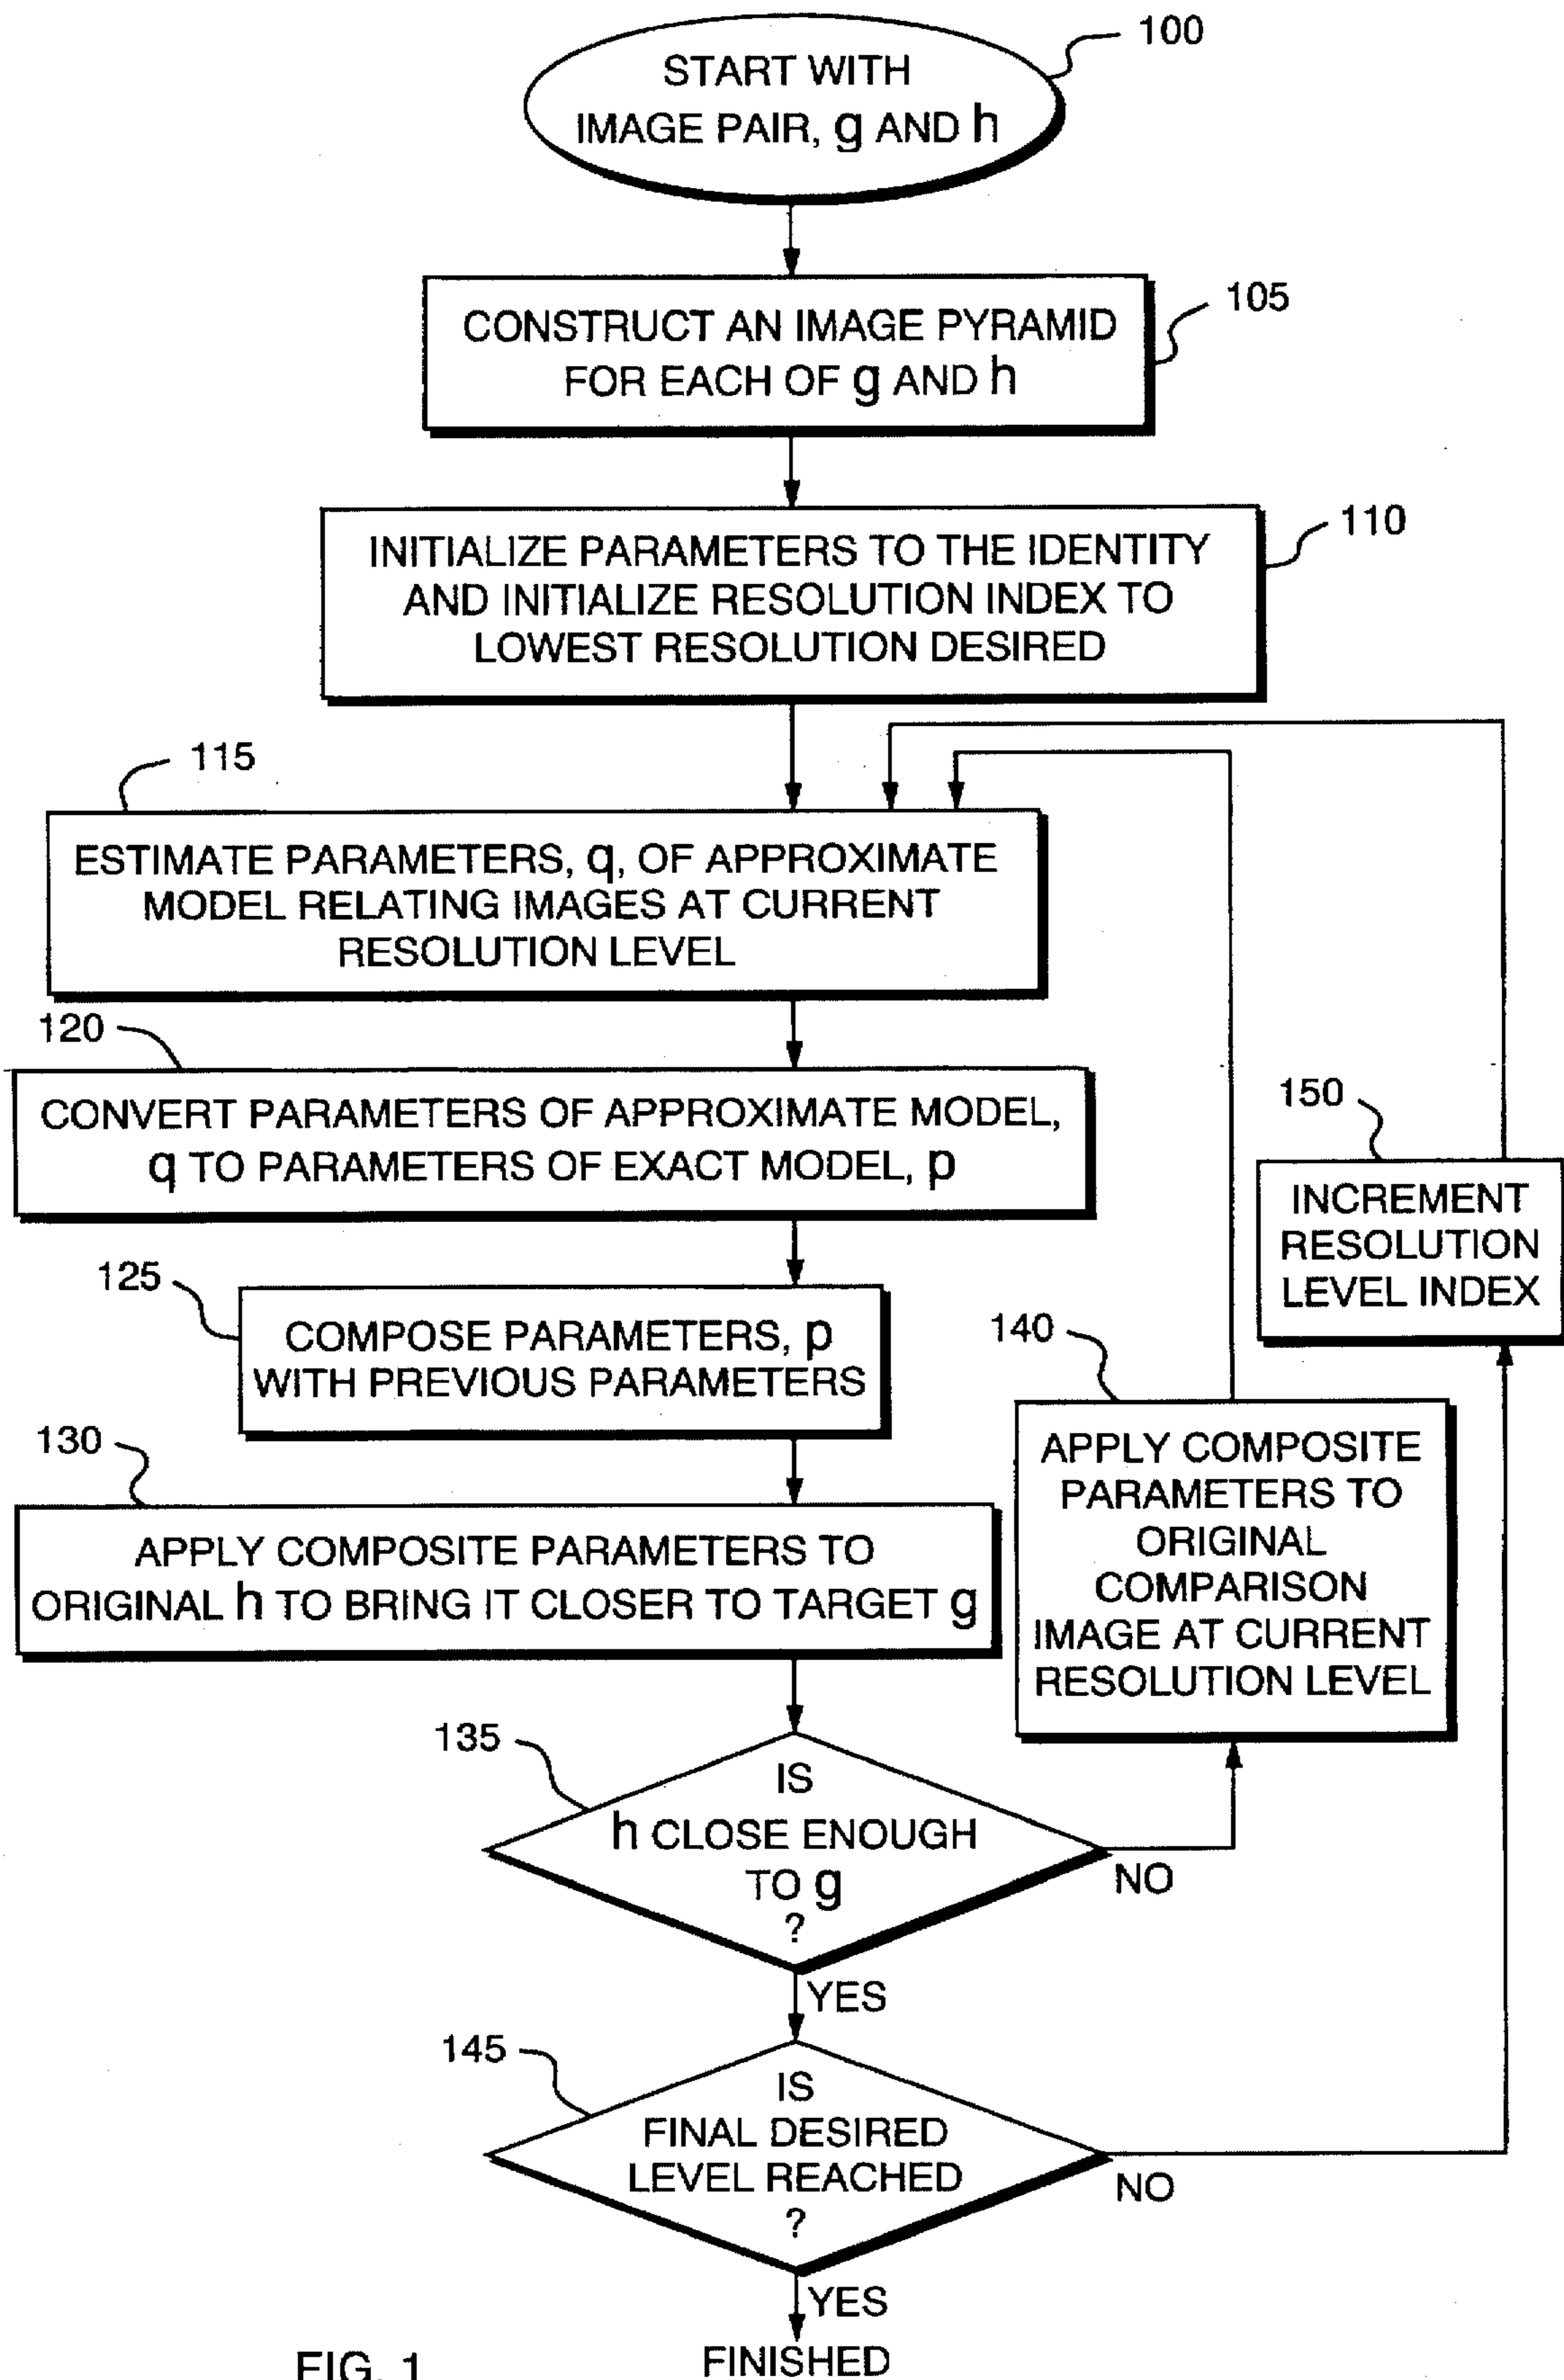 100
START WITH
IMAGE PAIR, g AND h
105
CONSTRUCT AN IMAGE PYRAMID
FOR EACH OF g AND h
110
INITIALIZE PARAMETERS TO THE IDENTITY
AND INITIALIZE RESOLUTION INDEX TO
LOWEST RESOLUTION DESIRED
115
ESTIMATE PARAMETERS, q, OF APPROXIMATE
MODEL RELATING IMAGES AT CURRENT
RESOLUTION LEVEL
120
CONVERT PARAMETERS OF APPROXIMATE MODEL,
q TO PARAMETERS OF EXACT MODEL, p
125
COMPOSE PARAMETERS, p
WITH PREVIOUS PARAMETERS
130
APPLY COMPOSITE PARAMETERS TO
ORIGINAL h TO BRING IT CLOSER TO TARGET g
135
IS
h CLOSE ENOUGH
TO g
?
NO
YES
140
APPLY COMPOSITE
PARAMETERS TO
ORIGINAL
COMPARISON
IMAGE AT CURRENT
RESOLUTION LEVEL
145
IS
FINAL DESIRED
LEVEL REACHED
?
NO
YES
150
INCREMENT
RESOLUTION
LEVEL INDEX
FINISHED
FIG. 1